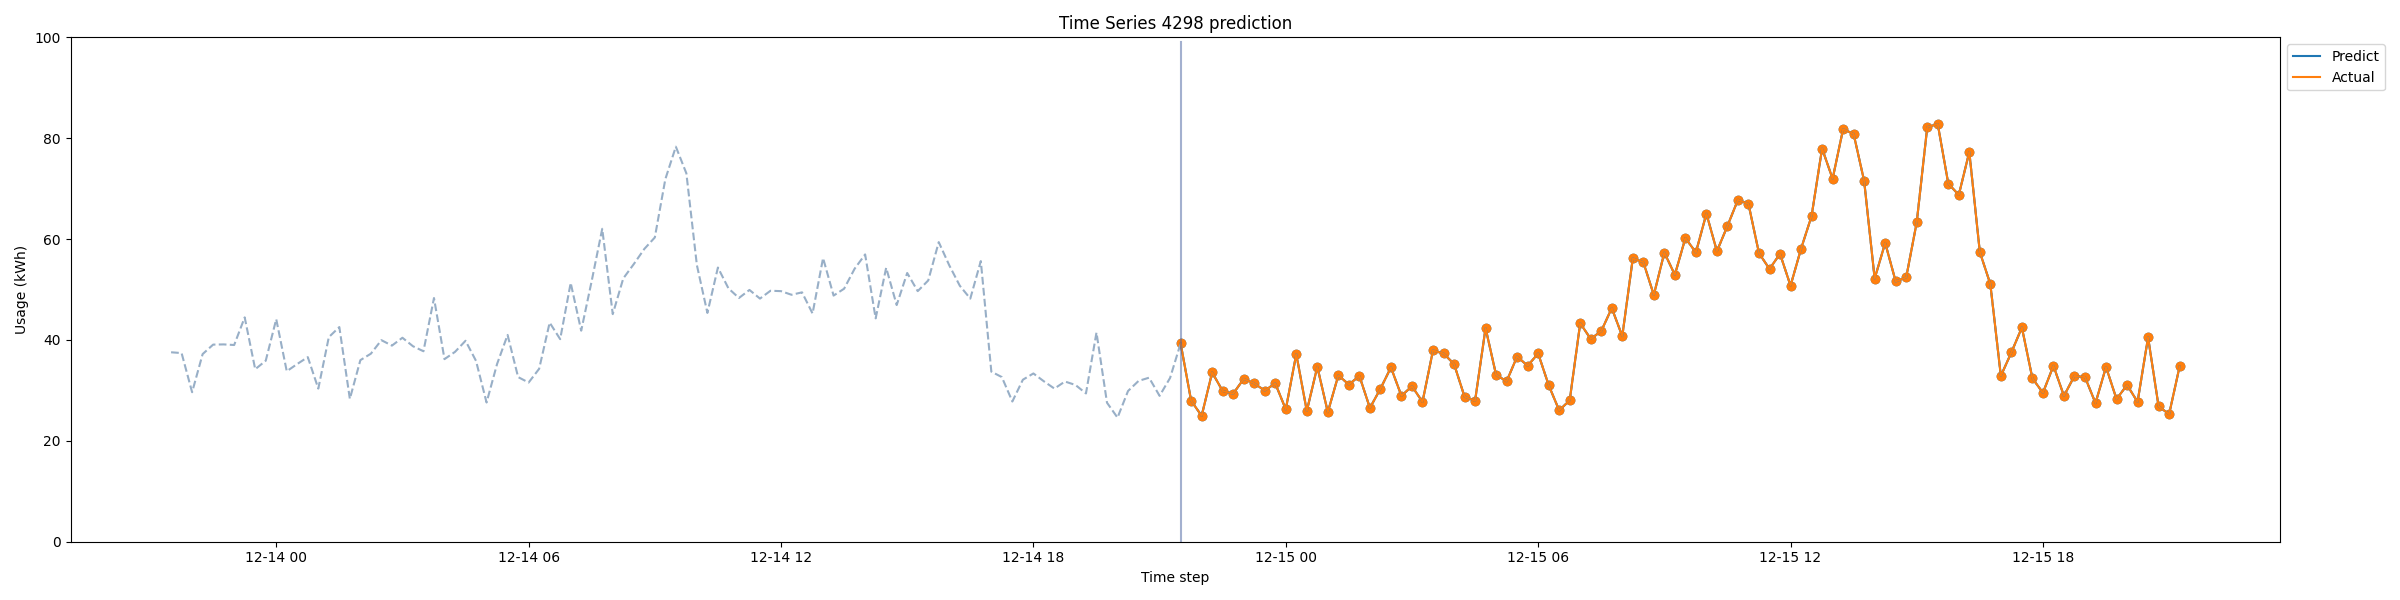 Time Series 4298 prediction
Predict
Actual
Usage (kWh)
100
80
60
40
20
0
12-14 00
12-14 06
12-14 12
12-14 18
12-15 00
12-15 06
12-15 12
12-15 18
Time step